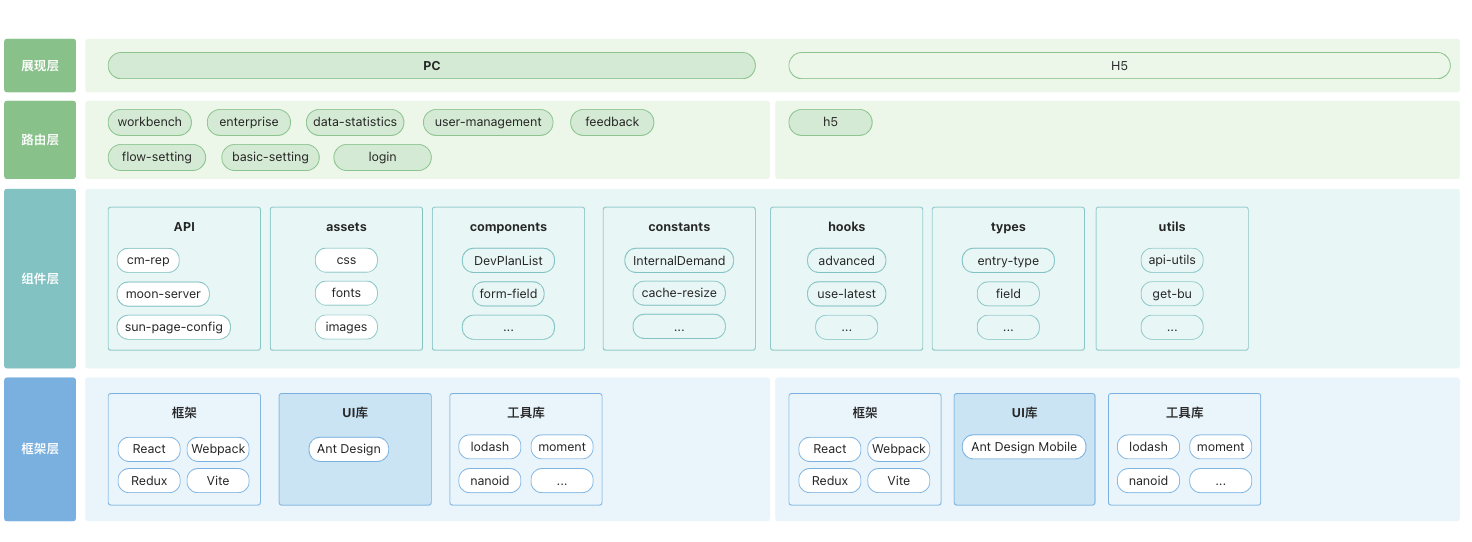 展现层
PC
H5
路由层
workbench
enterprise
data-statistics
user-management
feedback
h5
flow-setting
basic-setting
login
组件层
API
cm-rep
moon-server
sun-page-config
assets
css
fonts
images
components
DevPlanList
form-field
...
constants
InternalDemand
cache-resize
...
hooks
advanced
use-latest
...
types
entry-type
field
...
utils
api-utils
get-bu
...
框架层
框架
React
Webpack
Redux
Vite
UI库
Ant Design
工具库
lodash
moment
nanoid
...
框架
React
Webpack
Redux
Vite
UI库
Ant Design Mobile
工具库
lodash
moment
nanoid
...